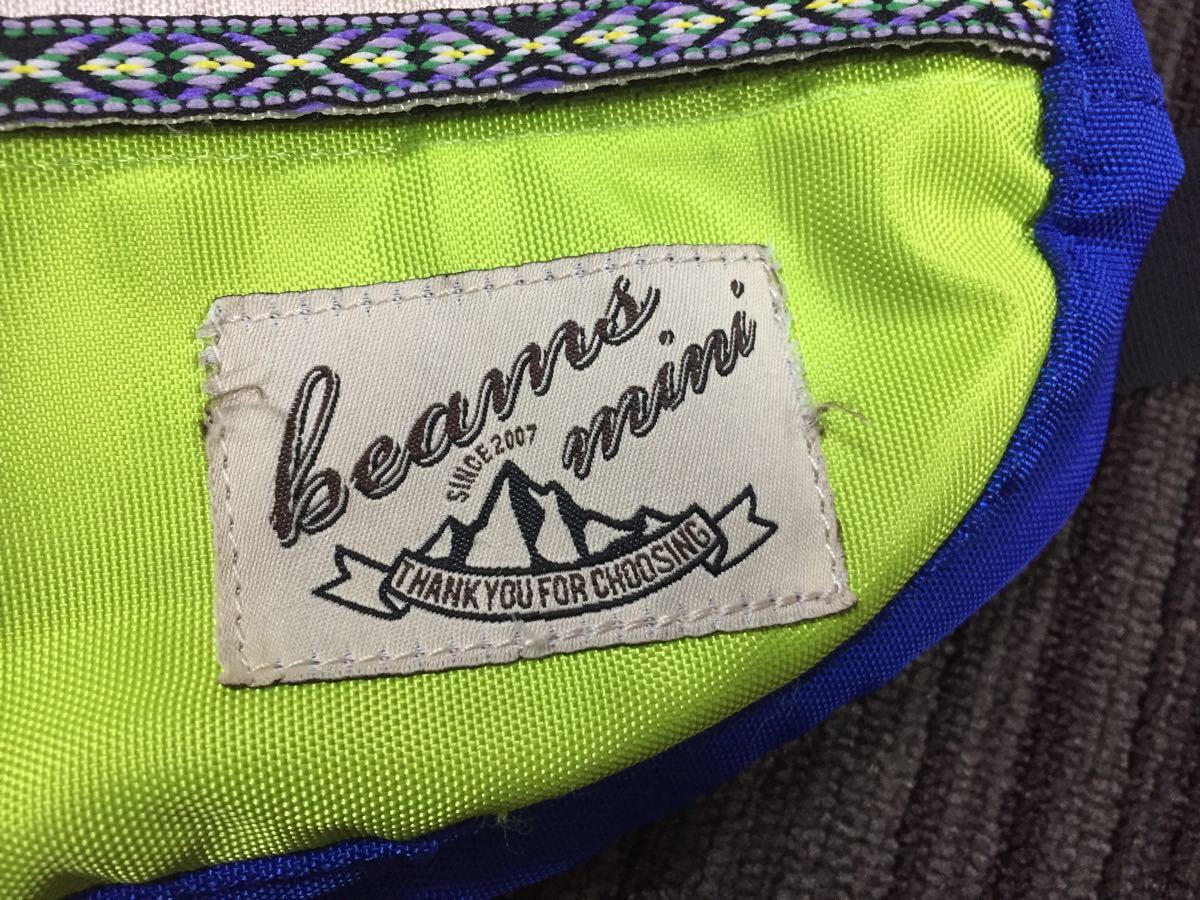 beams
mini
SINCE.2007
THANK YOU FOR CHOOSING